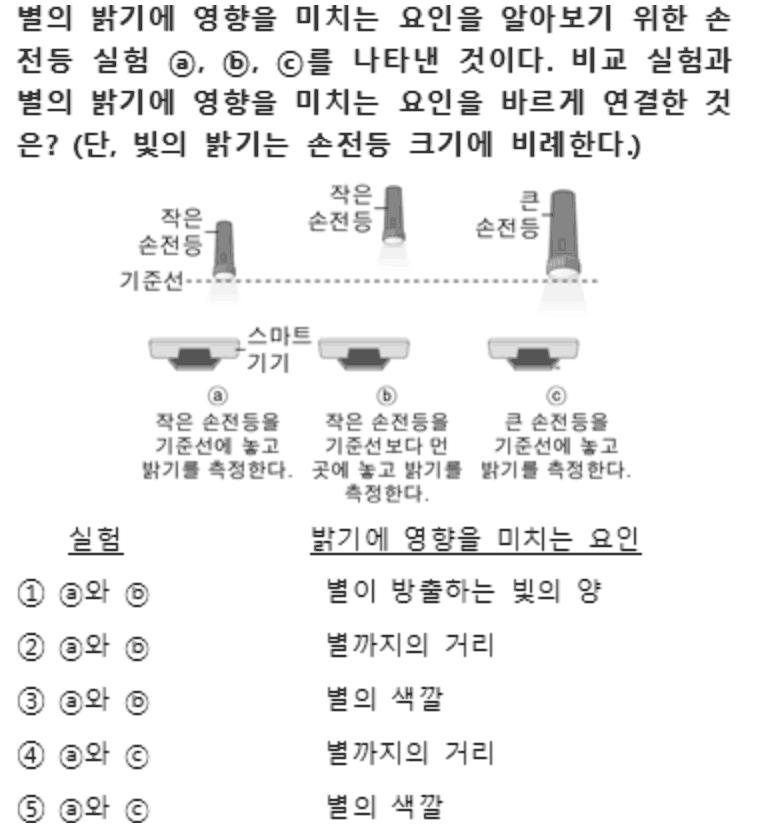 별의 밝기에 영향을 미치는 요인을 알아보기 위한 손
전등 실험 ⓐ, ⓑ, ⓒ를 나타낸 것이다. 비교 실험과
별의 밝기에 영향을 미치는 요인을 바르게 연결한 것
은? (단, 빛의 밝기는 손전등 크기에 비례한다.)
작은
손전등
작은
손전등
큰
손전등
기준선
스마트
기기
ⓐ
작은 손전등을
기준선에 놓고
밝기를 측정한다.
ⓑ
작은 손전등을
기준선보다 먼
곳에 놓고 밝기를
측정한다.
ⓒ
큰 손전등을
기준선에 놓고
밝기를 측정한다.
실험 밝기에 영향을 미치는 요인
① ⓐ와 ⓑ 별이 방출하는 빛의 양
② ⓐ와 ⓑ 별까지의 거리
③ ⓐ와 ⓑ 별의 색깔
④ ⓐ와 ⓒ 별까지의 거리
⑤ ⓐ와 ⓒ 별의 색깔